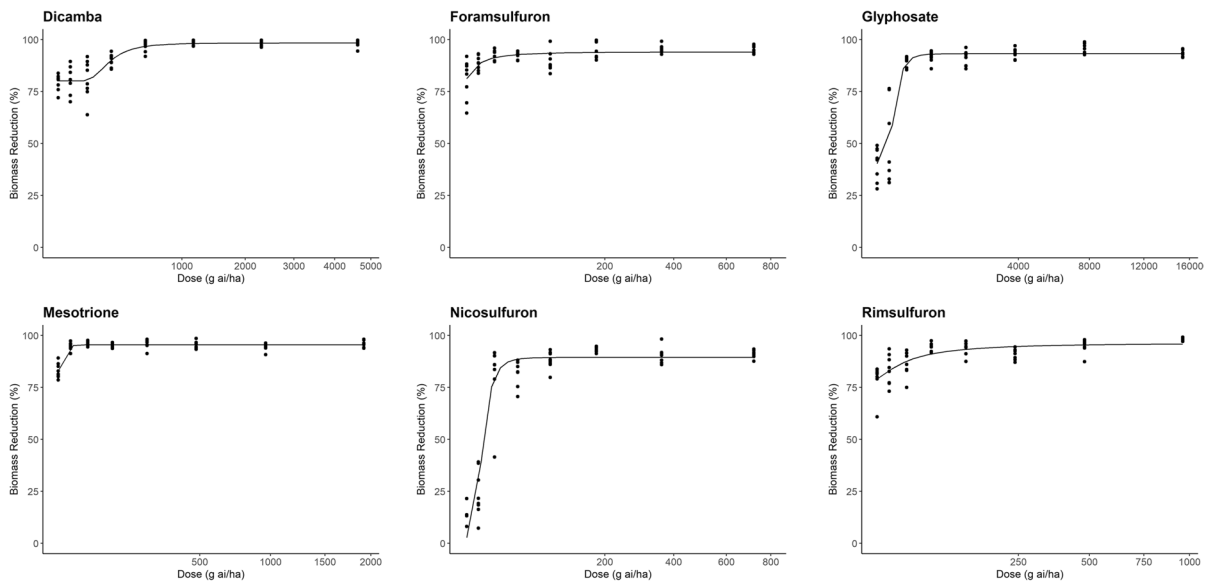 Dicamba
Foramsulfuron
Glyphosate
100
75
50
25
0
Biomass Reduction (%)
1000 2000 3000 4000 5000
Dose (g ai/ha)
100
75
50
25
0
Biomass Reduction (%)
200 400 600 800
Dose (g ai/ha)
100
75
50
25
0
Biomass Reduction (%)
4000 8000 12000 16000
Dose (g ai/ha)
Mesotrione
Nicosulfuron
Rimsulfuron
100
75
50
25
0
Biomass Reduction (%)
500 1000 1500 2000
Dose (g ai/ha)
100
75
50
25
0
Biomass Reduction (%)
200 400 600 800
Dose (g ai/ha)
100
75
50
25
0
Biomass Reduction (%)
250 500 750 1000
Dose (g ai/ha)